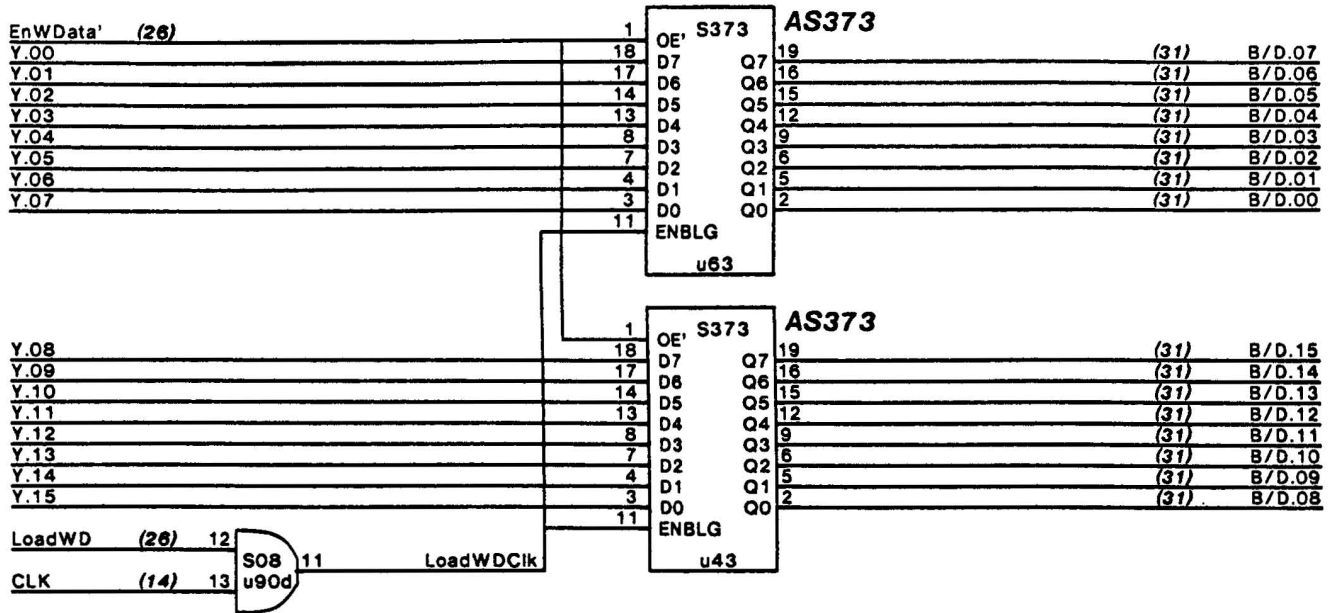 EnWData' (26) 1 OE' S373 AS373
Y.00 18 D7 Q7 19 (31) B/D.07
Y.01 17 D6 Q6 16 (31) B/D.06
Y.02 14 D5 Q5 15 (31) B/D.05
Y.03 13 D4 Q4 12 (31) B/D.04
Y.04 8 D3 Q3 9 (31) B/D.03
Y.05 7 D2 Q2 6 (31) B/D.02
Y.06 4 D1 Q1 5 (31) B/D.01
Y.07 3 D0 Q0 2 (31) B/D.00
11 ENBLG
u63
1 OE' S373 AS373
Y.08 18 D7 Q7 19 (31) B/D.15
Y.09 17 D6 Q6 16 (31) B/D.14
Y.10 14 D5 Q5 15 (31) B/D.13
Y.11 13 D4 Q4 12 (31) B/D.12
Y.12 8 D3 Q3 9 (31) B/D.11
Y.13 7 D2 Q2 6 (31) B/D.10
Y.14 4 D1 Q1 5 (31) B/D.09
Y.15 3 D0 Q0 2 (31) B/D.08
11 ENBLG
u43
LoadWD (26) 12 S08 11 LoadWDClk
CLK (14) 13 u90d